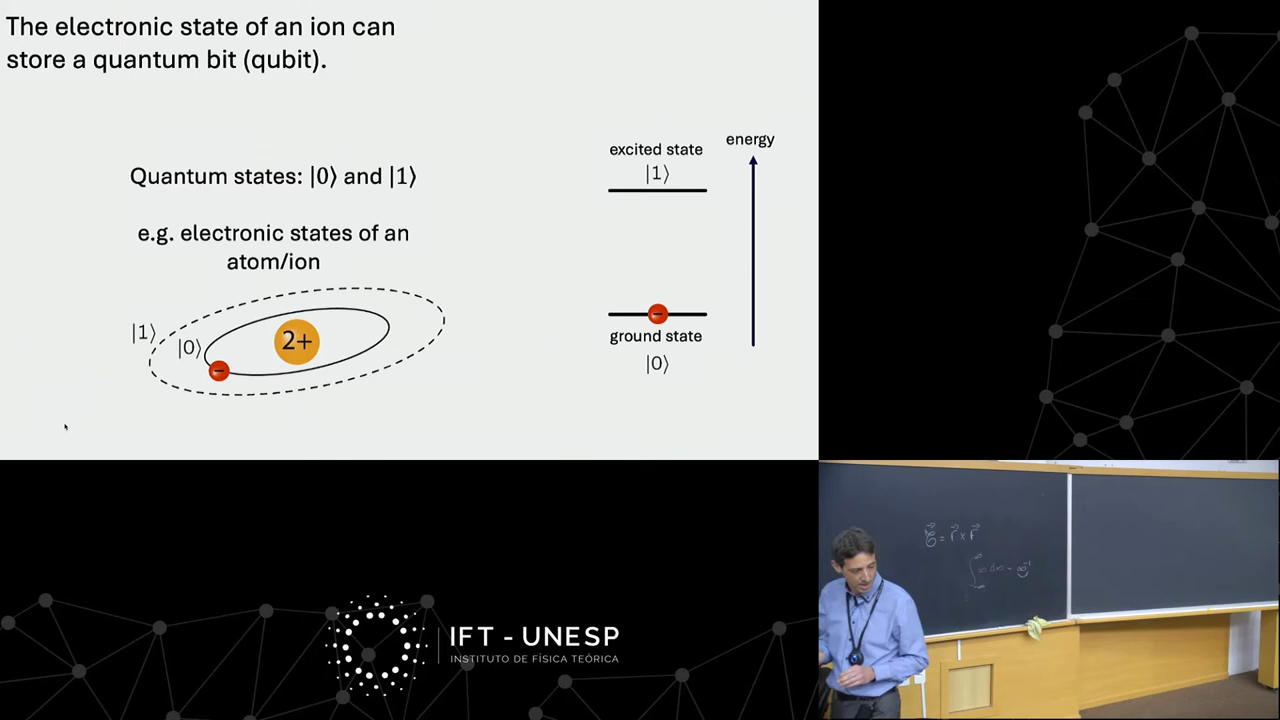 The electronic state of an ion can
store a quantum bit (qubit).
Quantum states: |0⟩ and |1⟩
e.g. electronic states of an
atom/ion
|1⟩
|0⟩
2+
−
excited state
|1⟩
energy
−
ground state
|0⟩
IFT - UNESP
INSTITUTO DE FÍSICA TEÓRICA